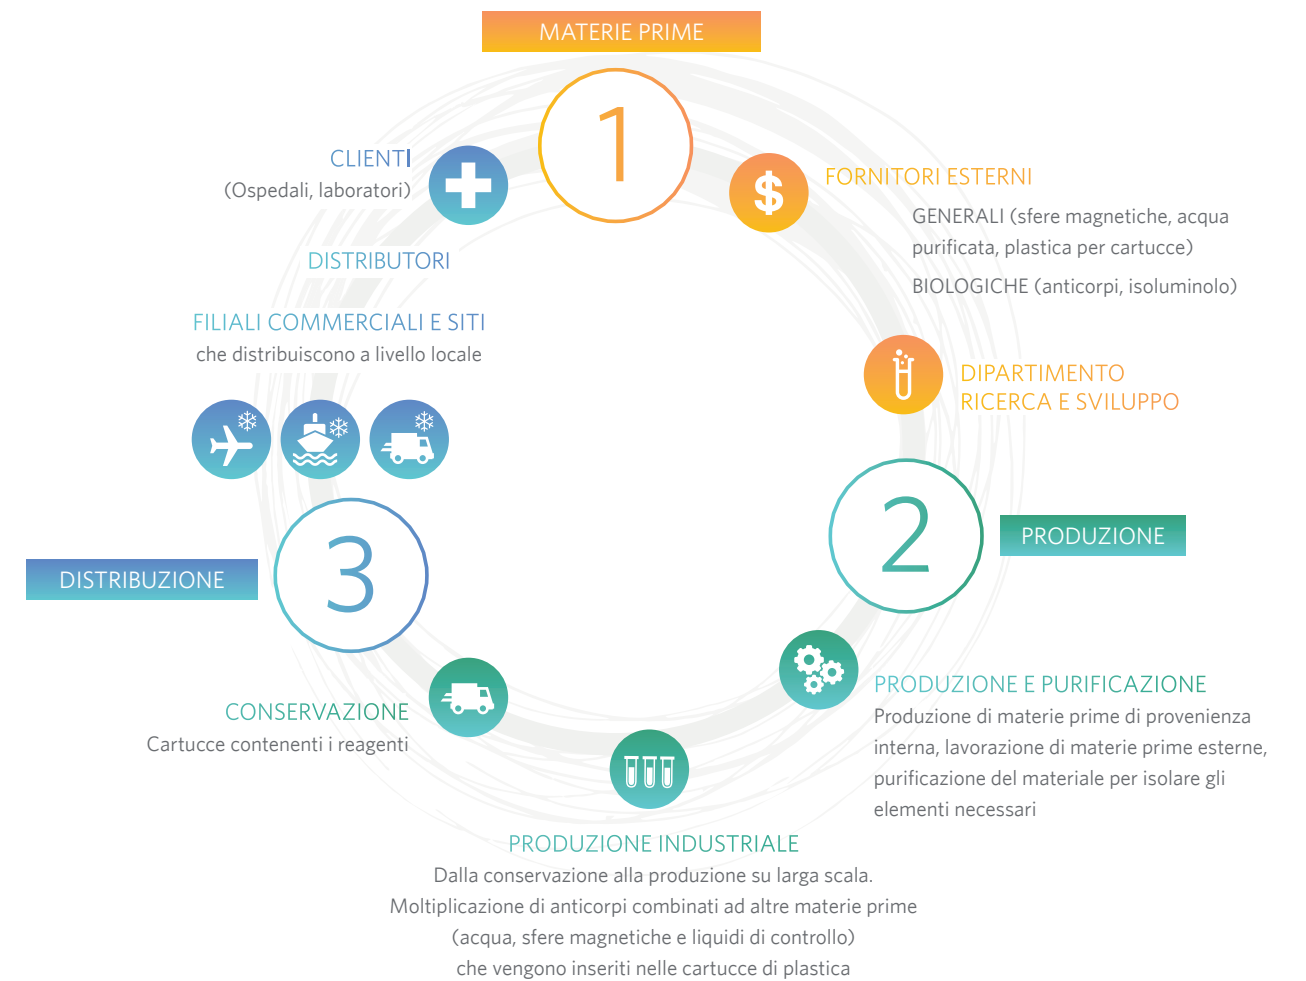 MATERIE PRIME
1
FORNITORI ESTERNI
GENERALI (sfere magnetiche, acqua
purificata, plastica per cartucce)
BIOLOGICHE (anticorpi, isoluminolo)
DIPARTIMENTO
RICERCA E SVILUPPO
2
PRODUZIONE
PRODUZIONE E PURIFICAZIONE
Produzione di materie prime di provenienza
interna, lavorazione di materie prime esterne,
purificazione del materiale per isolare gli
elementi necessari
PRODUZIONE INDUSTRIALE
Dalla conservazione alla produzione su larga scala.
Moltiplicazione di anticorpi combinati ad altre materie prime
(acqua, sfere magnetiche e liquidi di controllo)
che vengono inseriti nelle cartucce di plastica
CONSERVAZIONE
Cartucce contenenti i reagenti
3
DISTRIBUZIONE
FILIALI COMMERCIALI E SITI
che distribuiscono a livello locale
DISTRIBUTORI
CLIENTI
(Ospedali, laboratori)
$